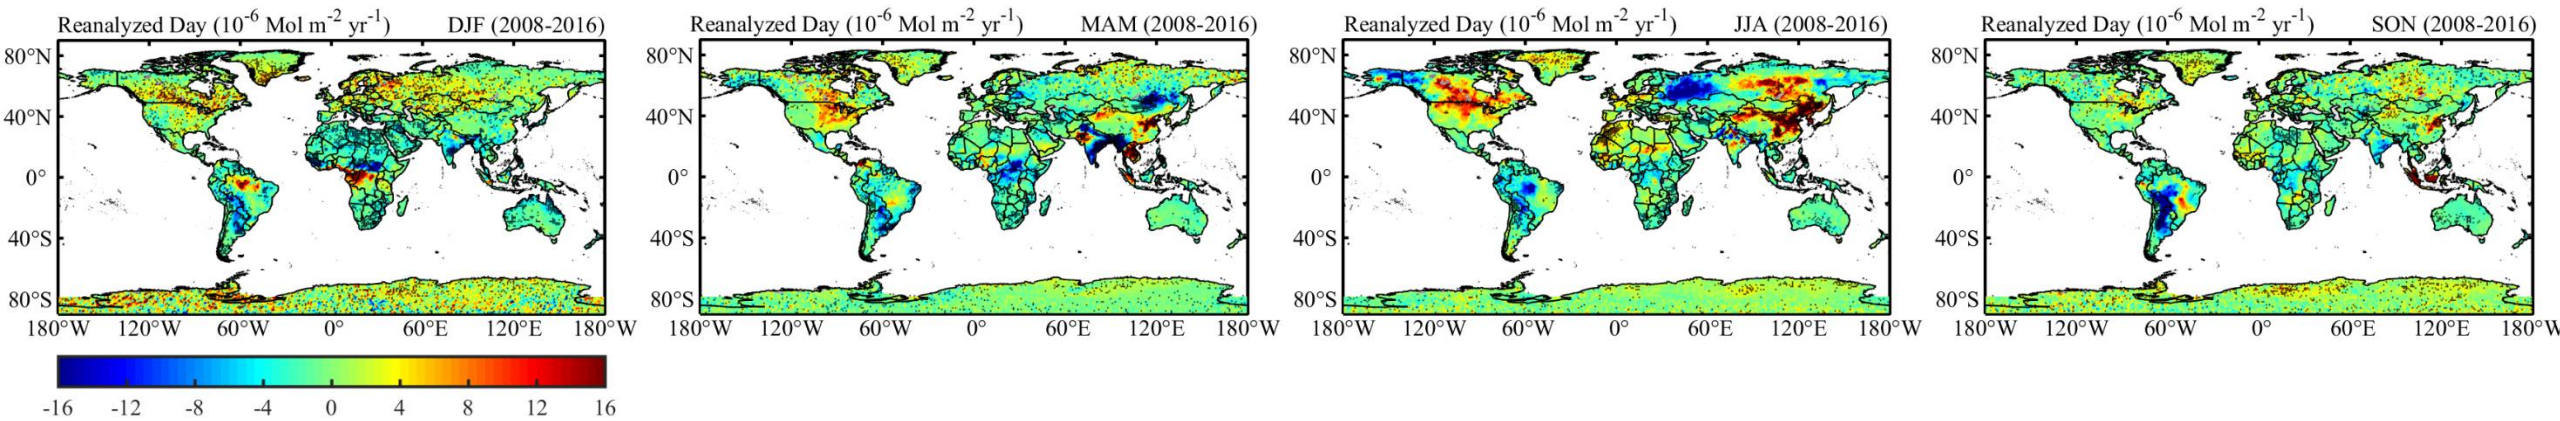 Reanalyzed Day (10⁻⁶ Mol m⁻² yr⁻¹) DJF (2008-2016)
80°N
40°N
0°
40°S
80°S
180°W 120°W 60°W 0° 60°E 120°E 180°W
-16 -12 -8 -4 0 4 8 12 16
Reanalyzed Day (10⁻⁶ Mol m⁻² yr⁻¹) MAM (2008-2016)
80°N
40°N
0°
40°S
80°S
180°W 120°W 60°W 0° 60°E 120°E 180°W
Reanalyzed Day (10⁻⁶ Mol m⁻² yr⁻¹) JJA (2008-2016)
80°N
40°N
0°
40°S
80°S
180°W 120°W 60°W 0° 60°E 120°E 180°W
Reanalyzed Day (10⁻⁶ Mol m⁻² yr⁻¹) SON (2008-2016)
80°N
40°N
0°
40°S
80°S
180°W 120°W 60°W 0° 60°E 120°E 180°W